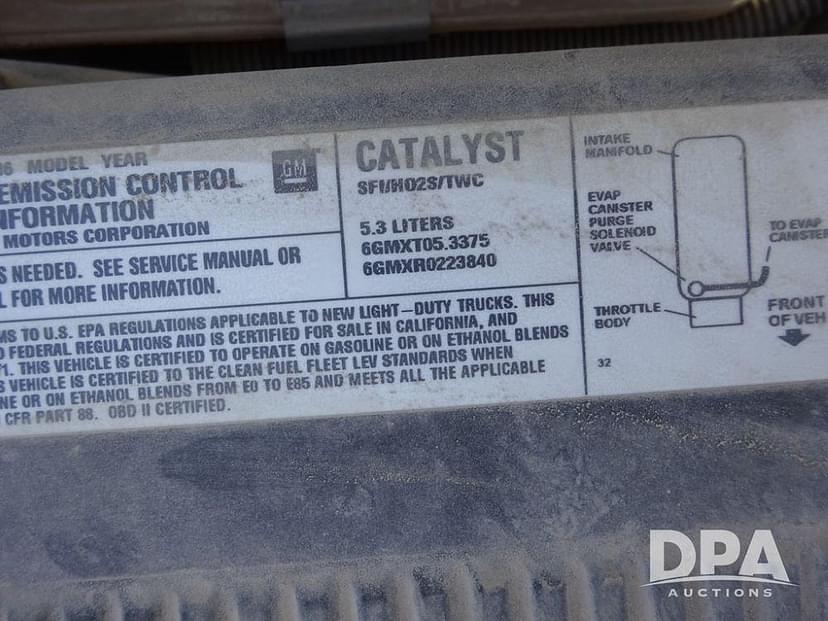 06 MODEL YEAR
EMISSION CONTROL
NFORMATION
MOTORS CORPORATION
GM
S NEEDED. SEE SERVICE MANUAL OR
L FOR MORE INFORMATION.
CATALYST
SFI/HO2S/TWC
5.3 LITERS
6GMXT05.3375
6GMXR0223840
MS TO U.S. EPA REGULATIONS APPLICABLE TO NEW LIGHT-DUTY TRUCKS. THIS
D FEDERAL REGULATIONS AND IS CERTIFIED FOR SALE IN CALIFORNIA, AND
1. THIS VEHICLE IS CERTIFIED TO OPERATE ON GASOLINE OR ON ETHANOL BLENDS
S VEHICLE IS CERTIFIED TO THE CLEAN FUEL FLEET LEV STANDARDS WHEN
NE OR ON ETHANOL BLENDS FROM E0 TO E85 AND MEETS ALL THE APPLICABLE
CFR PART 88. OBD II CERTIFIED.
INTAKE
MANIFOLD
EVAP
CANISTER
PURGE
SOLENOID
VALVE
TO EVAP
CANISTER
THROTTLE
BODY
FRONT
OF VEH
32
DPA
AUCTIONS